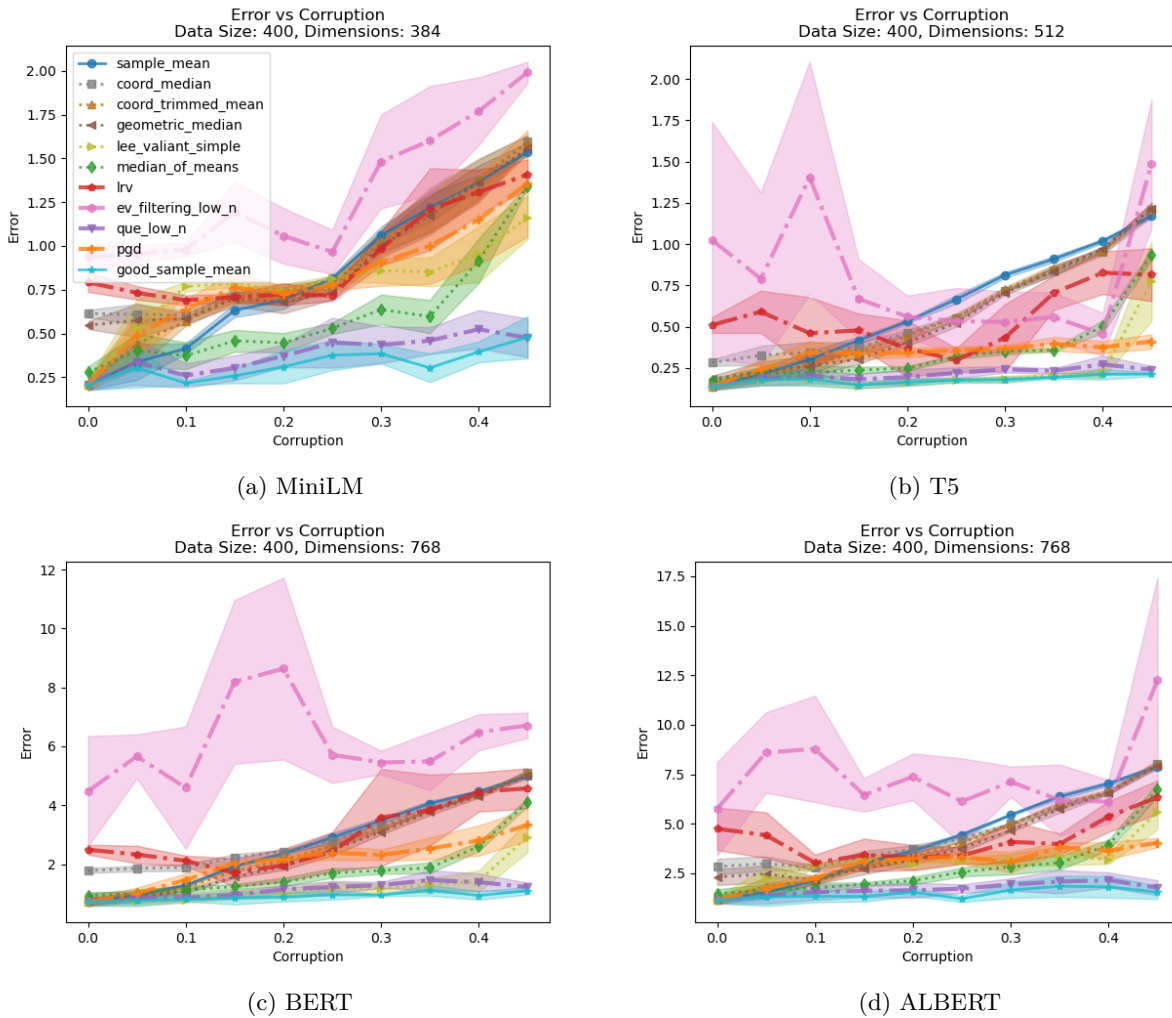 Error vs Corruption
Data Size: 400, Dimensions: 384
Error
2.00
1.75
1.50
1.25
1.00
0.75
0.50
0.25
sample_mean
coord_median
coord_trimmed_mean
geometric_median
lee_valiant_simple
median_of_means
lrv
ev_filtering_low_n
que_low_n
pgd
good_sample_mean
0.0 0.1 0.2 0.3 0.4
Corruption
(a) MiniLM
Error vs Corruption
Data Size: 400, Dimensions: 512
Error
2.00
1.75
1.50
1.25
1.00
0.75
0.50
0.25
0.0 0.1 0.2 0.3 0.4
Corruption
(b) T5
Error vs Corruption
Data Size: 400, Dimensions: 768
Error
12
10
8
6
4
2
0.0 0.1 0.2 0.3 0.4
Corruption
(c) BERT
Error vs Corruption
Data Size: 400, Dimensions: 768
Error
17.5
15.0
12.5
10.0
7.5
5.0
2.5
0.0 0.1 0.2 0.3 0.4
Corruption
(d) ALBERT